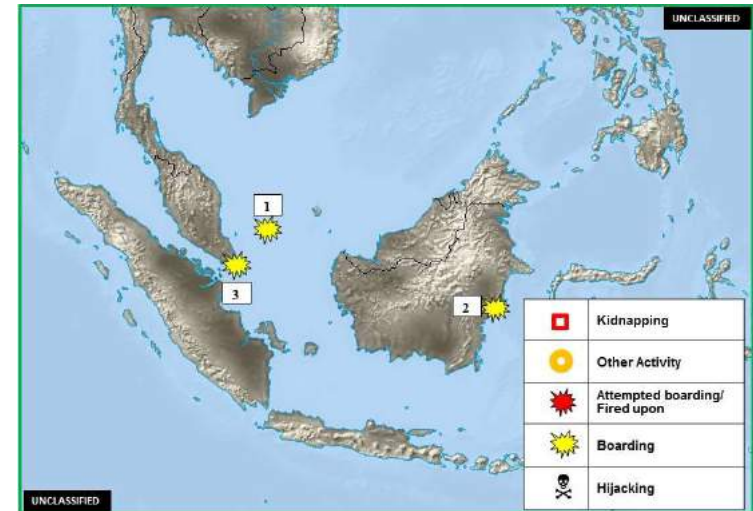 UNCLASSIFIED
1
3
2
Kidnapping
Other Activity
Attempted boarding/
Fired upon
Boarding
Hijacking
UNCLASSIFIED